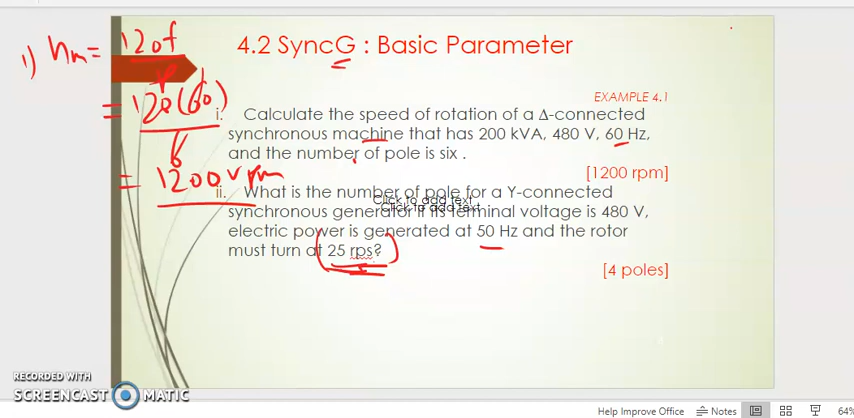 4.2 SyncG : Basic Parameter
1) nm = 120f
P
= 120(60)
6
= 1200 rpm
EXAMPLE 4.1
i. Calculate the speed of rotation of a Δ-connected
synchronous machine that has 200 kVA, 480 V, 60 Hz,
and the number of pole is six .
[1200 rpm]
ii. What is the number of pole for a Y-connected
Click to add text
Click to add text
synchronous generator if its terminal voltage is 480 V,
electric power is generated at 50 Hz and the rotor
must turn at 25 rps?
[4 poles]
RECORDED WITH
SCREENCAST MATIC
Help Improve Office
Notes
64%